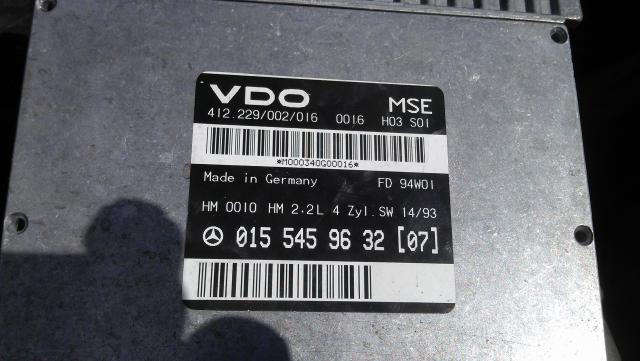 VDO MSE
412.229/002/016 0016 H03 S01
*M000340G00016*
Made in Germany FD 94W01
HM 0010 HM 2.2L 4 Zyl. SW 14/93
015 545 96 32 [07]